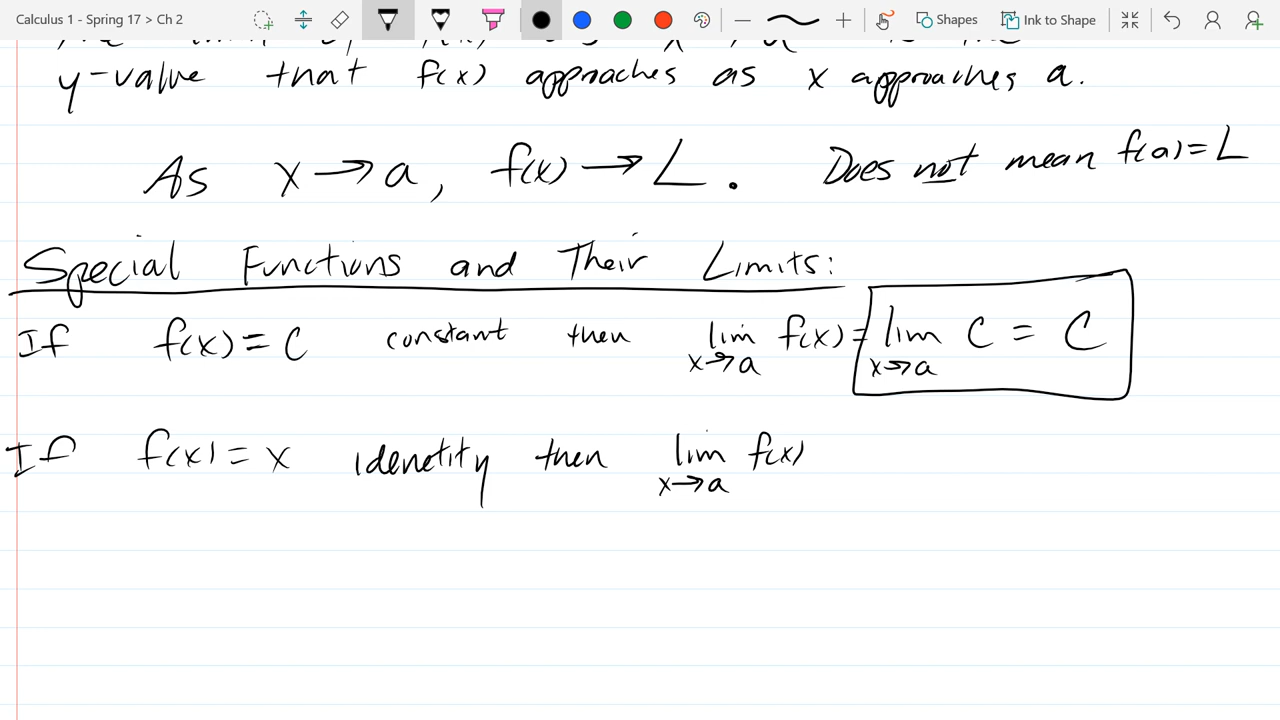 Calculus 1 - Spring 17 > Ch 2
Shapes
Ink to Shape
y-value that f(x) approaches as x approaches a.
As x → a, f(x) → L. Does not mean f(a) = L
Special Functions and Their Limits:
If f(x) = C constant then lim x→a f(x) = lim x→a C = C
If f(x) = x idenetity then lim x→a f(x)